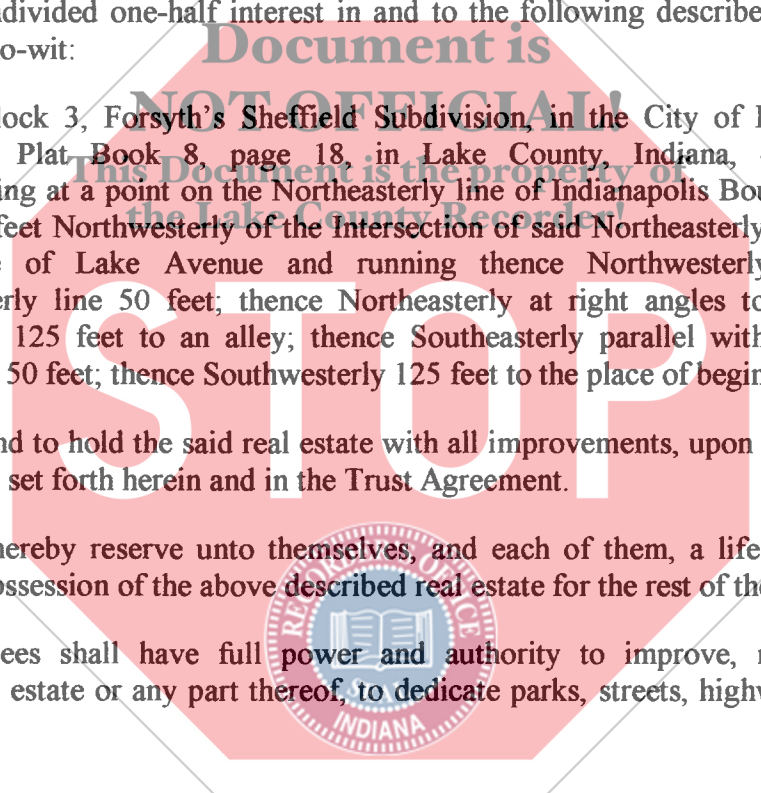 divided one-half interest in and to the following describe
o-wit:
Document is
NOT OFFICIAL!
This Document is the property of
the Lake County Recorder!
lock 3, Forsyth's Sheffield Subdivision, in the City of
Plat Book 8, page 18, in Lake County, Indiana,
ing at a point on the Northeasterly line of Indianapolis Bou
feet Northwesterly of the Intersection of said Northeasterly
of Lake Avenue and running thence Northwesterly
erly line 50 feet; thence Northeasterly at right angles to
125 feet to an alley; thence Southeasterly parallel with
50 feet; thence Southwesterly 125 feet to the place of begin
STOP
nd to hold the said real estate with all improvements, upon
set forth herein and in the Trust Agreement.
hereby reserve unto themselves, and each of them, a life
ossession of the above described real estate for the rest of the
ees shall have full power and authority to improve,
estate or any part thereof, to dedicate parks, streets, highw
RECORDER'S OFFICE
SEAL
INDIANA